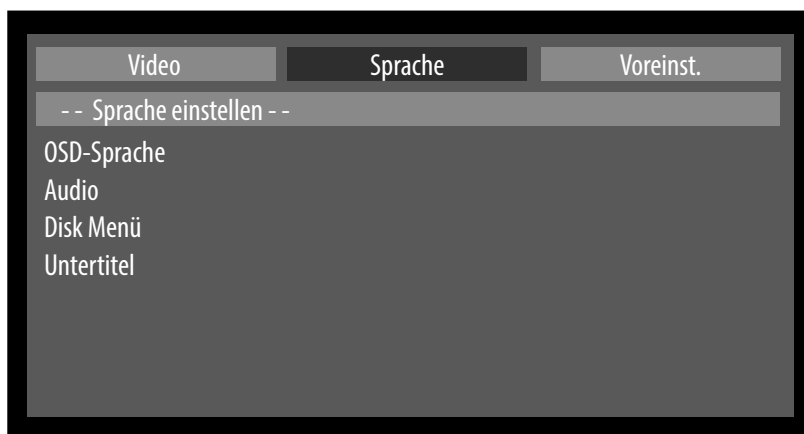 Video Sprache Voreinst.
- - Sprache einstellen - -
OSD-Sprache
Audio
Disk Menü
Untertitel